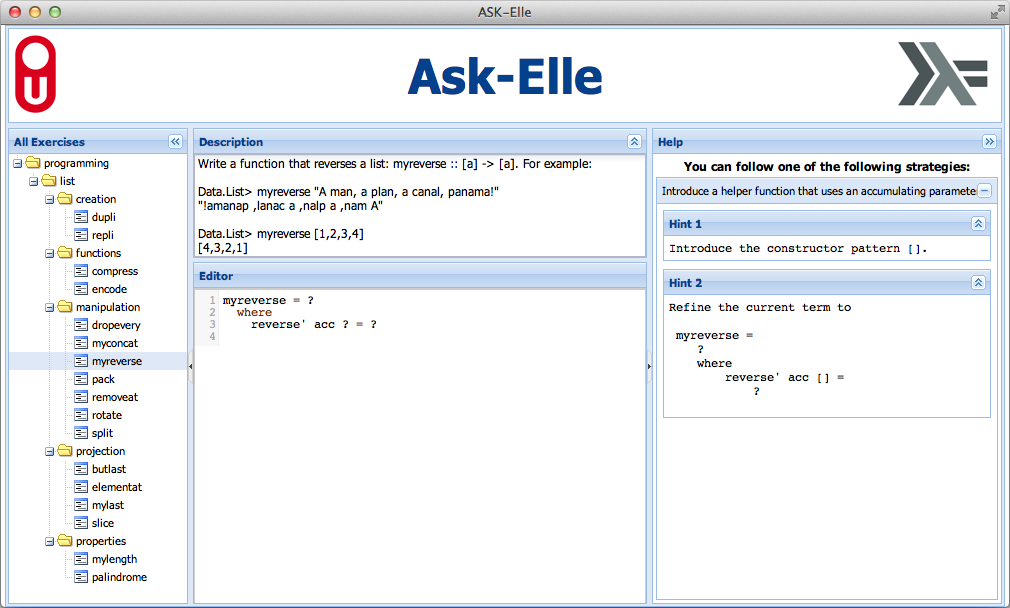 ASK-Elle
U
Ask-Elle
All Exercises
programming
list
creation
dupli
repli
functions
compress
encode
manipulation
dropevery
myconcat
myreverse
pack
removeat
rotate
split
projection
butlast
elementat
mylast
slice
properties
mylength
palindrome
Description
Write a function that reverses a list: myreverse :: [a] -> [a]. For example:
Data.List> myreverse "A man, a plan, a canal, panama!"
"!amanap ,lanac a ,nalp a ,nam A"
Data.List> myreverse [1,2,3,4]
[4,3,2,1]
Editor
1 myreverse = ?
2 where
3 reverse' acc ? = ?
4
Help
You can follow one of the following strategies:
Introduce a helper function that uses an accumulating paramete
Hint 1
Introduce the constructor pattern [].
Hint 2
Refine the current term to
myreverse =
?
where
reverse' acc [] =
?